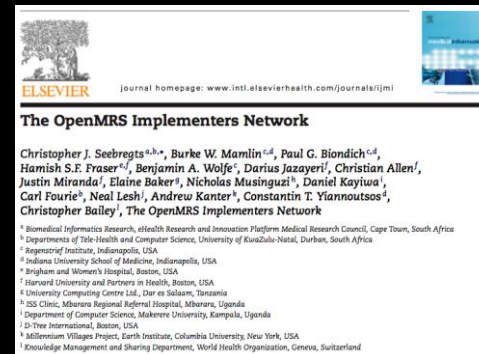 ELSEVIER
journal homepage: www.intl.elsevierhealth.com/journals/ijmi
The OpenMRS Implementers Network
Christopher J. Seebregts a,b,*, Burke W. Mamlin c,d, Paul G. Biondich c,d,
Hamish S.F. Fraser e,f, Benjamin A. Wolfe c, Darius Jazayeri f, Christian Allen f,
Justin Miranda f, Elaine Baker g, Nicholas Musinguzi h, Daniel Kayiwa i,
Carl Fourie b, Neal Lesh j, Andrew Kanter k, Constantin T. Yiannoutsos d,
Christopher Bailey l, The OpenMRS Implementers Network
a Biomedical Informatics Research, eHealth Research and Innovation Platform Medical Research Council, Cape Town, South Africa
b Departments of Tele-Health and Computer Science, University of KwaZulu-Natal, Durban, South Africa
c Regenstrief Institute, Indianapolis, USA
d Indiana University School of Medicine, Indianapolis, USA
e Brigham and Women's Hospital, Boston, USA
f Harvard University and Partners in Health, Boston, USA
g University Computing Centre Ltd., Dar es Salaam, Tanzania
h ISS Clinic, Mbarara Regional Referral Hospital, Mbarara, Uganda
i Department of Computer Science, Makerere University, Kampala, Uganda
j D-Tree International, Boston, USA
k Millennium Villages Project, Earth Institute, Columbia University, New York, USA
l Knowledge Management and Sharing Department, World Health Organization, Geneva, Switzerland